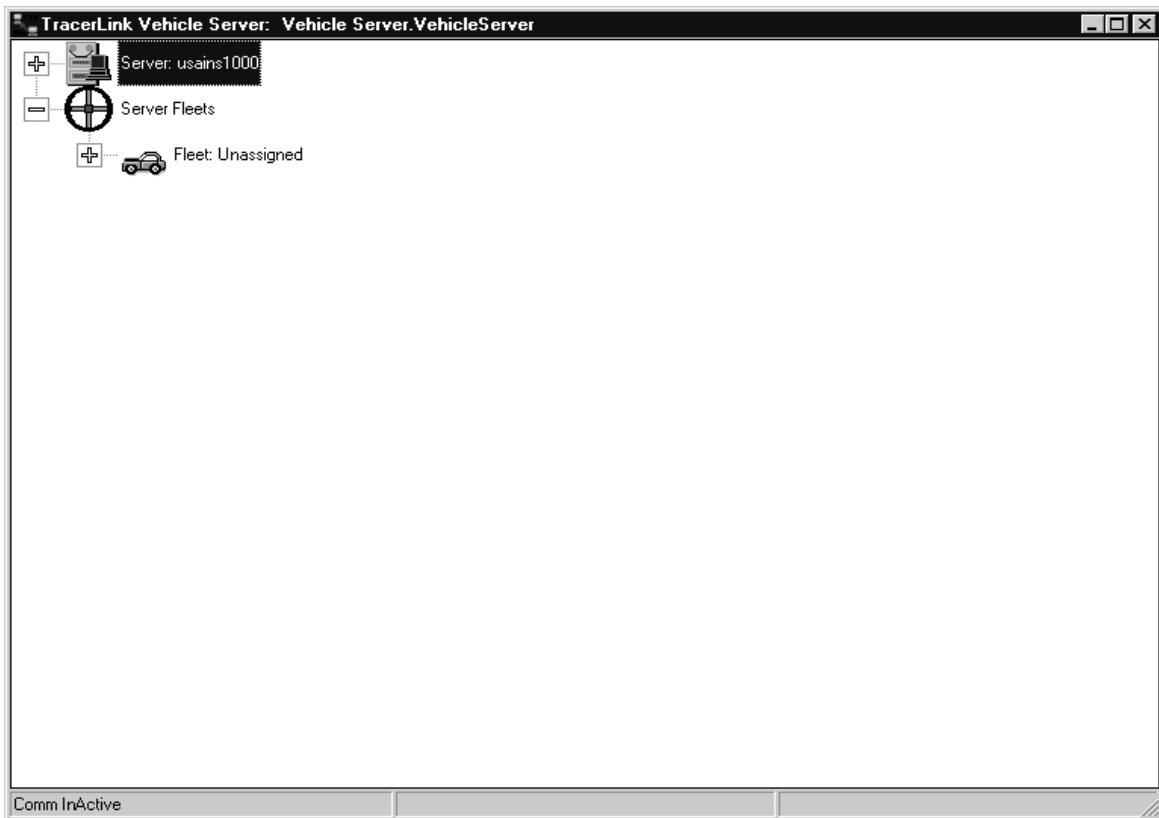 TracerLink Vehicle Server:  Vehicle Server.VehicleServer
Server: usains1000
Server Fleets
Fleet: Unassigned
Comm InActive